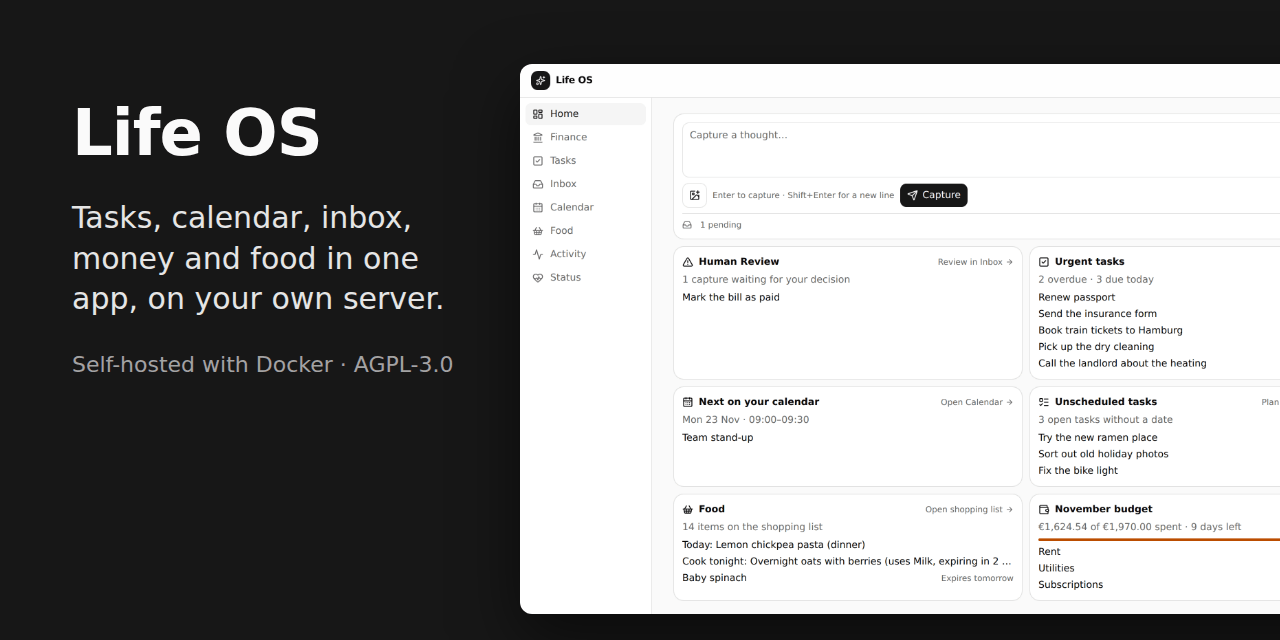 Life OS
Tasks, calendar, inbox,
money and food in one
app, on your own server.
Self-hosted with Docker · AGPL-3.0
Life OS
Home
Finance
Tasks
Inbox
Calendar
Food
Activity
Status
Capture a thought...
Enter to capture · Shift+Enter for a new line
Capture
1 pending
Human Review
Review in Inbox →
1 capture waiting for your decision
Mark the bill as paid
Urgent tasks
2 overdue · 3 due today
Renew passport
Send the insurance form
Book train tickets to Hamburg
Pick up the dry cleaning
Call the landlord about the heating
Next on your calendar
Open Calendar →
Mon 23 Nov · 09:00–09:30
Team stand-up
Unscheduled tasks
Plan
3 open tasks without a date
Try the new ramen place
Sort out old holiday photos
Fix the bike light
Food
Open shopping list →
14 items on the shopping list
Today: Lemon chickpea pasta (dinner)
Cook tonight: Overnight oats with berries (uses Milk, expiring in 2 ...
Baby spinach
Expires tomorrow
November budget
€1,624.54 of €1,970.00 spent · 9 days left
Rent
Utilities
Subscriptions